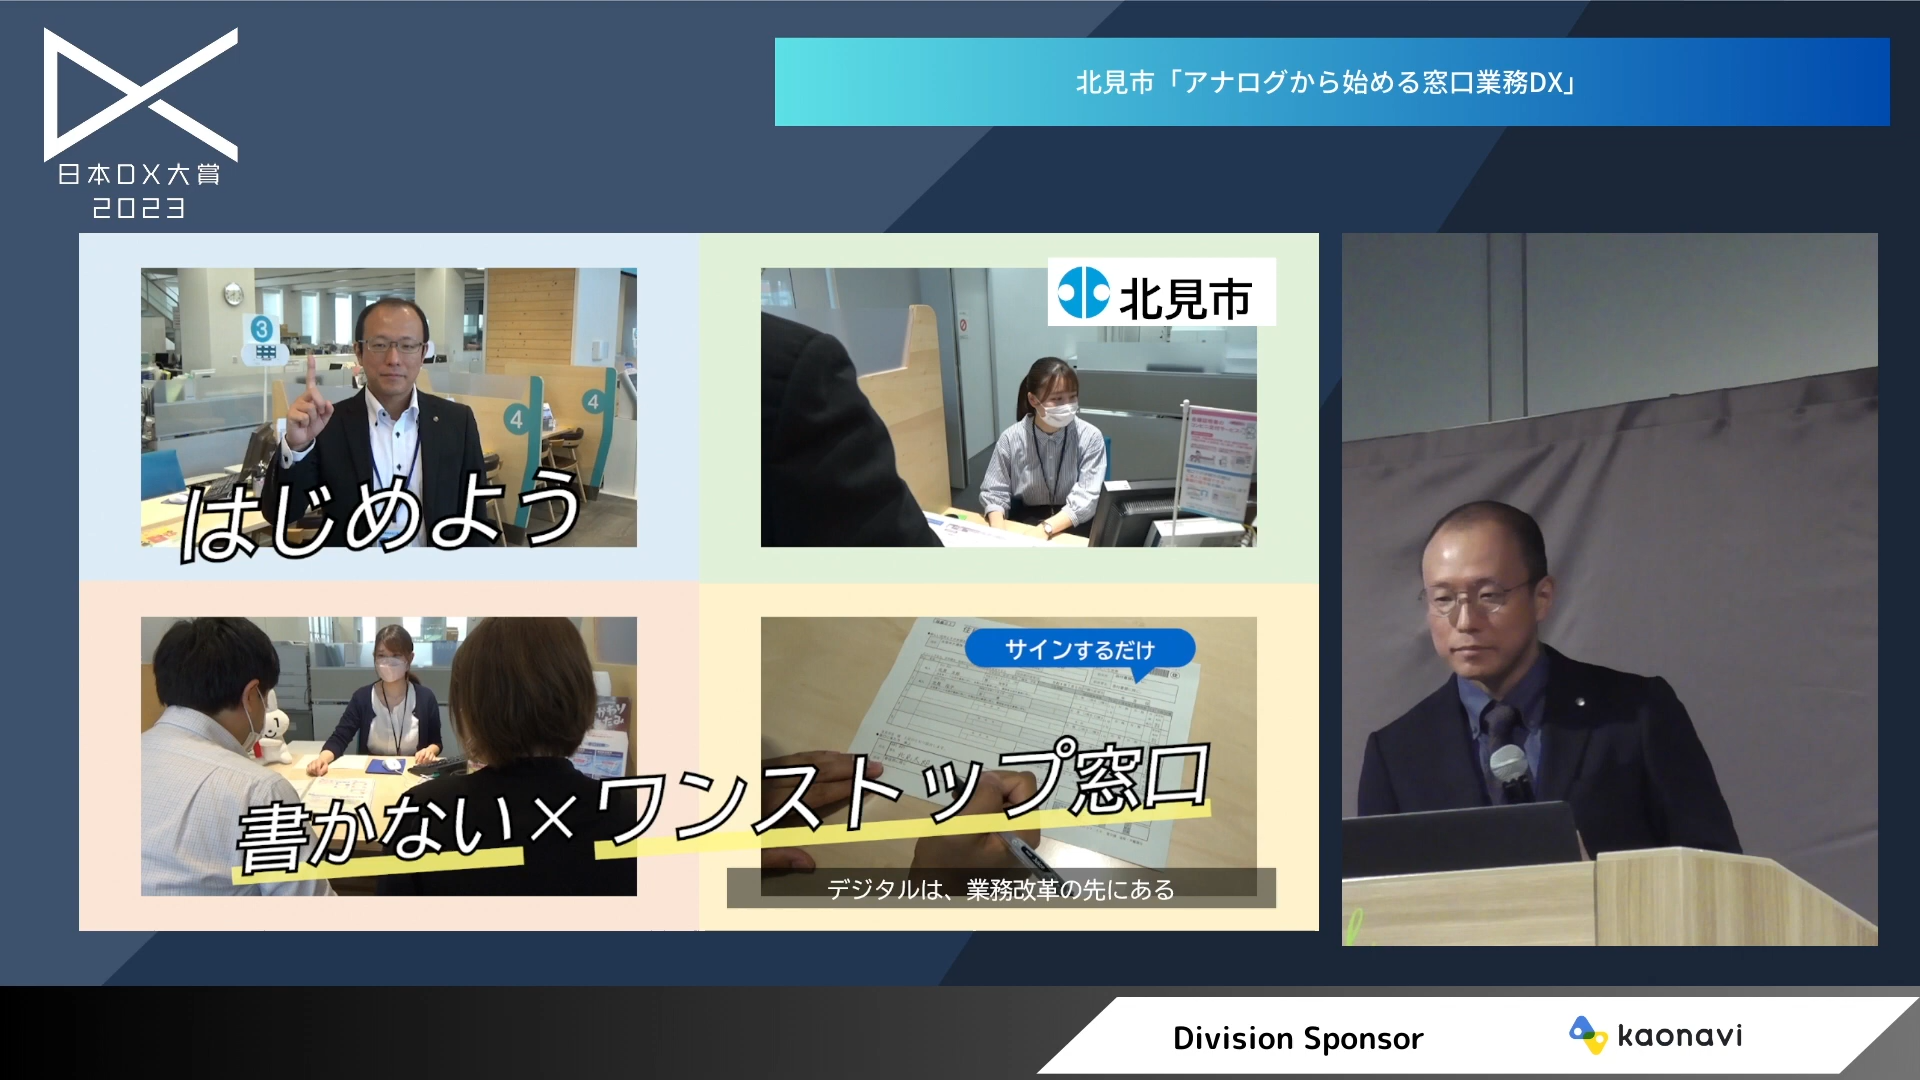 日本DX大賞
2023
北見市「アナログから始める窓口業務DX」
北見市
3
4
4
はじめよう
サインするだけ
書かない×ワンストップ窓口
デジタルは、業務改革の先にある
Division Sponsor
kaonavi